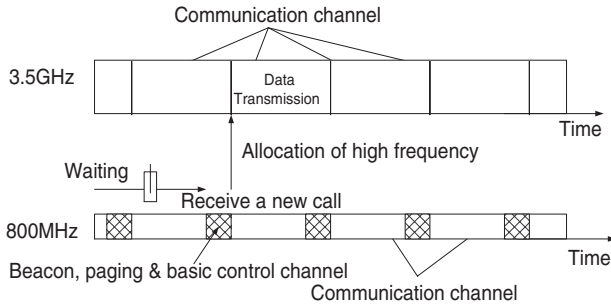 Communication channel
3.5GHz
Data
Transmission
Time
Allocation of high frequency
Waiting
Receive a new call
800MHz
Time
Beacon, paging & basic control channel
Communication channel